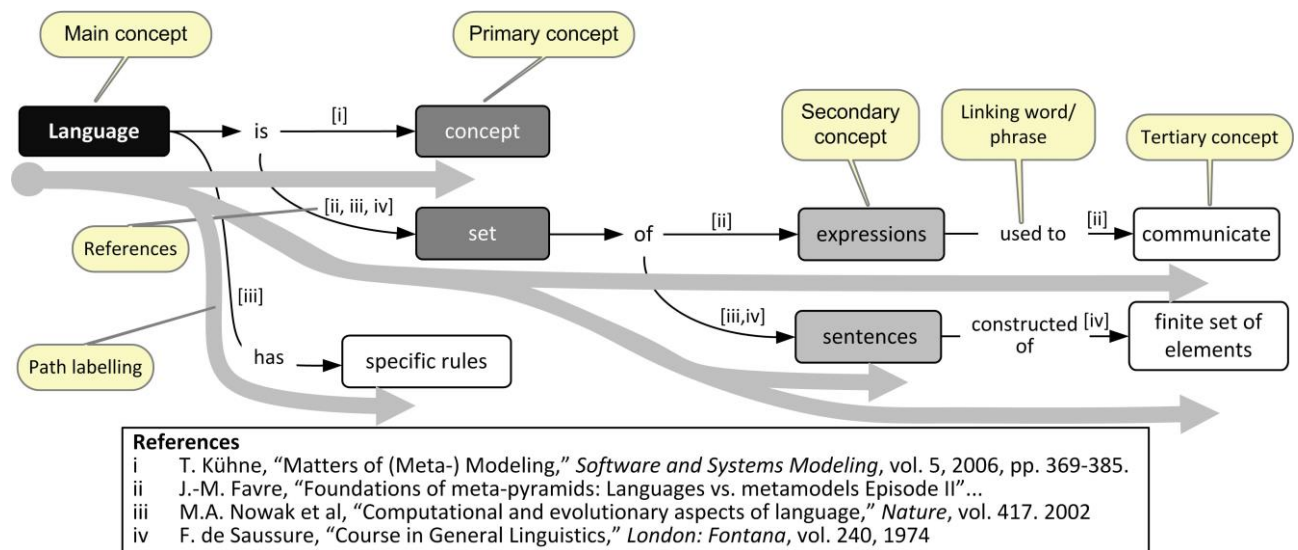 Main concept
Primary concept
Language
is
[i]
concept
Secondary
concept
Linking word/
phrase
Tertiary concept
[ii, iii, iv]
References
set
of
[ii]
expressions
used to
[ii]
communicate
[iii]
[iii,iv]
sentences
constructed
of
[iv]
finite set of
elements
Path labelling
has
specific rules
References
i T. Kühne, “Matters of (Meta-) Modeling,” Software and Systems Modeling, vol. 5, 2006, pp. 369-385.
ii J.-M. Favre, “Foundations of meta-pyramids: Languages vs. metamodels Episode II”...
iii M.A. Nowak et al, “Computational and evolutionary aspects of language,” Nature, vol. 417. 2002
iv F. de Saussure, “Course in General Linguistics,” London: Fontana, vol. 240, 1974